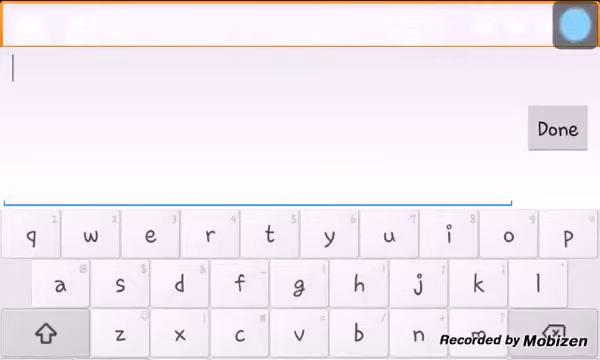 Done
q w e r t y u i o p
a s d f g h j k l
z x c v b n m
Recorded by Mobizen